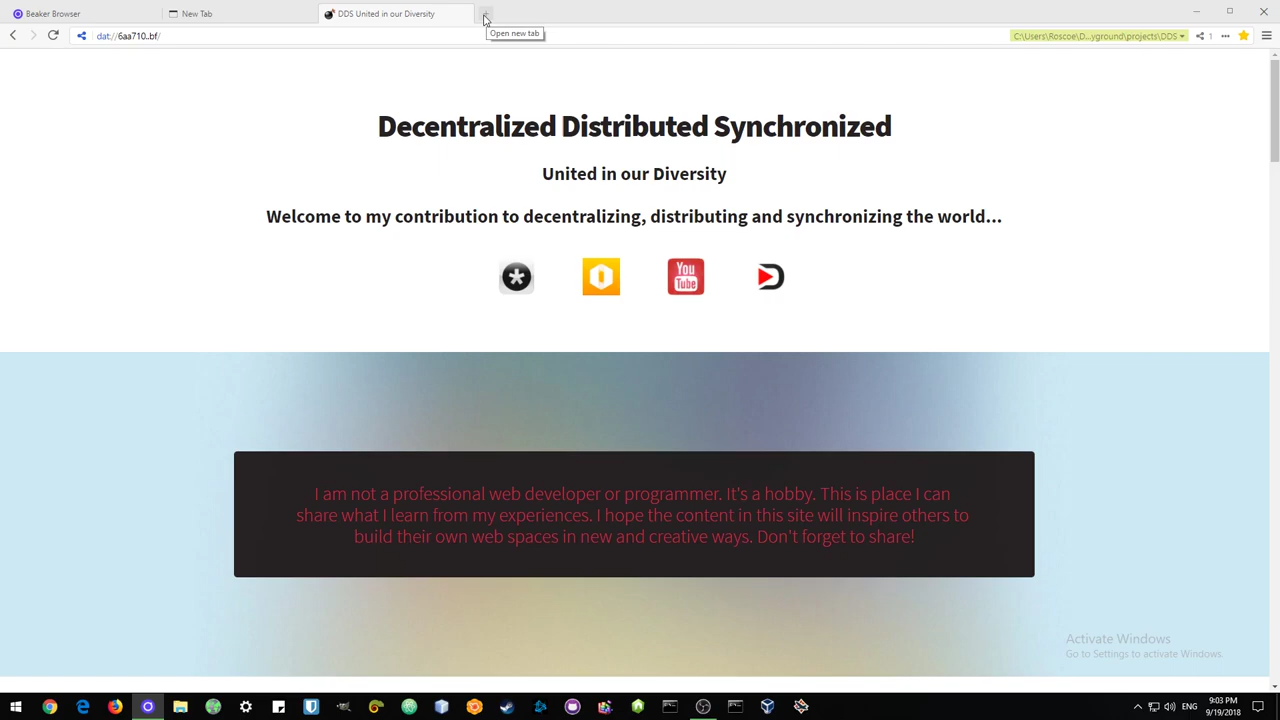 Beaker Browser
New Tab
DDS United in our Diversity
Open new tab
dat://6aa710..bf/
C:\Users\Roscoe\D...yground\projects\DDS
1
Decentralized Distributed Synchronized
United in our Diversity
Welcome to my contribution to decentralizing, distributing and synchronizing the world...
You
Tube
I am not a professional web developer or programmer. It's a hobby. This is place I can
share what I learn from my experiences. I hope the content in this site will inspire others to
build their own web spaces in new and creative ways. Don't forget to share!
Activate Windows
Go to Settings to activate Windows.
ENG
9:03 PM
9/19/2018